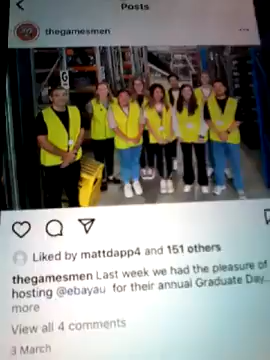 Posts
thegamesmen
G
Liked by mattdapp4 and 151 others
thegamesmen Last week we had the pleasure of
hosting @ebayau for their annual Graduate Day...
more
View all 4 comments
3 March